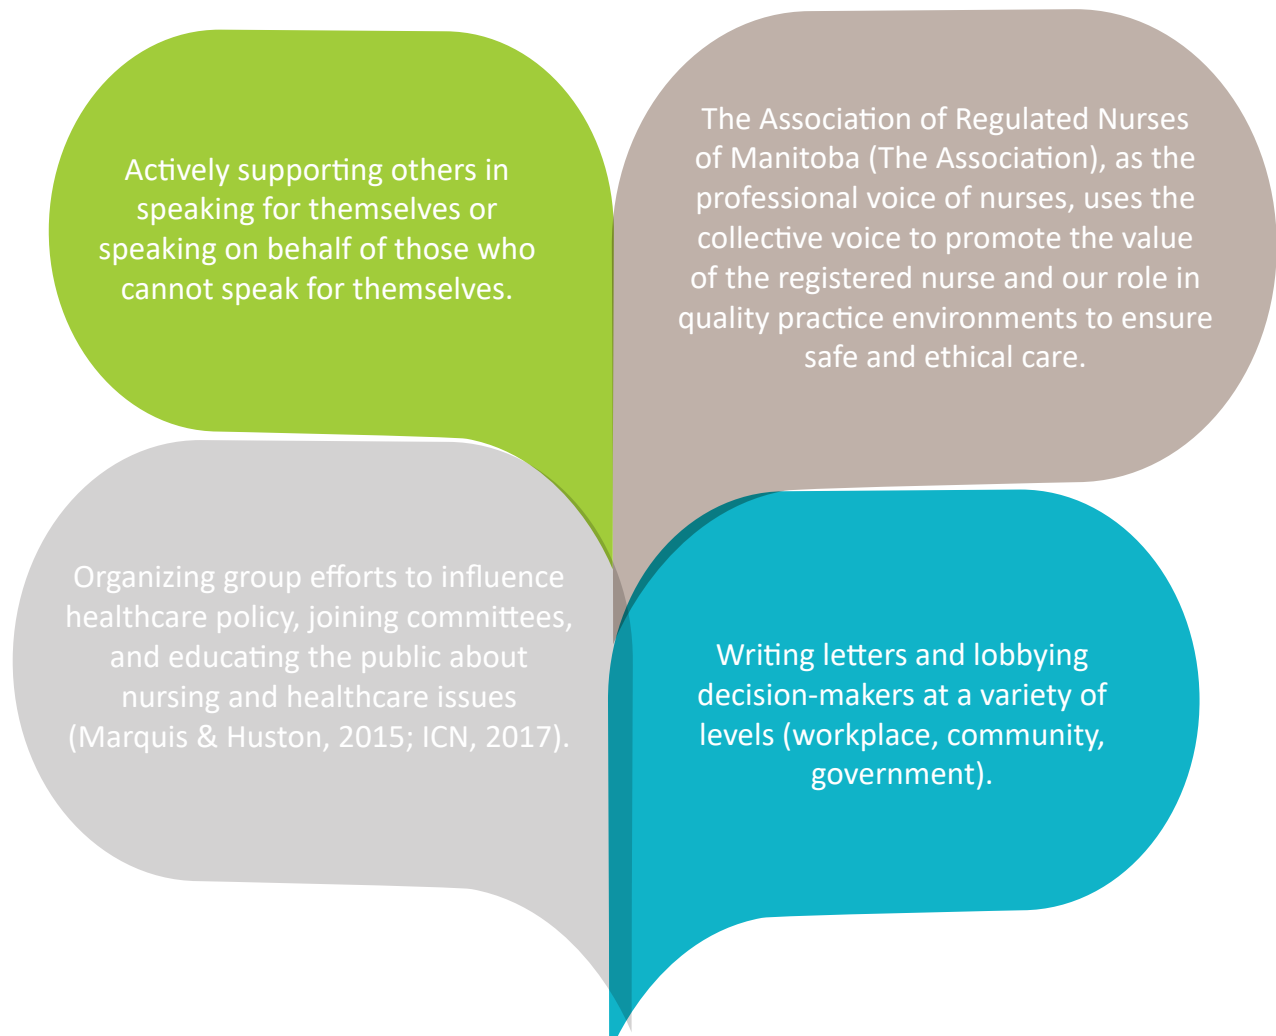 Actively supporting others in
speaking for themselves or
speaking on behalf of those who
cannot speak for themselves.
The Association of Regulated Nurses
of Manitoba (The Association), as the
professional voice of nurses, uses the
collective voice to promote the value
of the registered nurse and our role in
quality practice environments to ensure
safe and ethical care.
Organizing group efforts to influence
healthcare policy, joining committees,
and educating the public about
nursing and healthcare issues
(Marquis & Huston, 2015; ICN, 2017).
Writing letters and lobbying
decision-makers at a variety of
levels (workplace, community,
government).